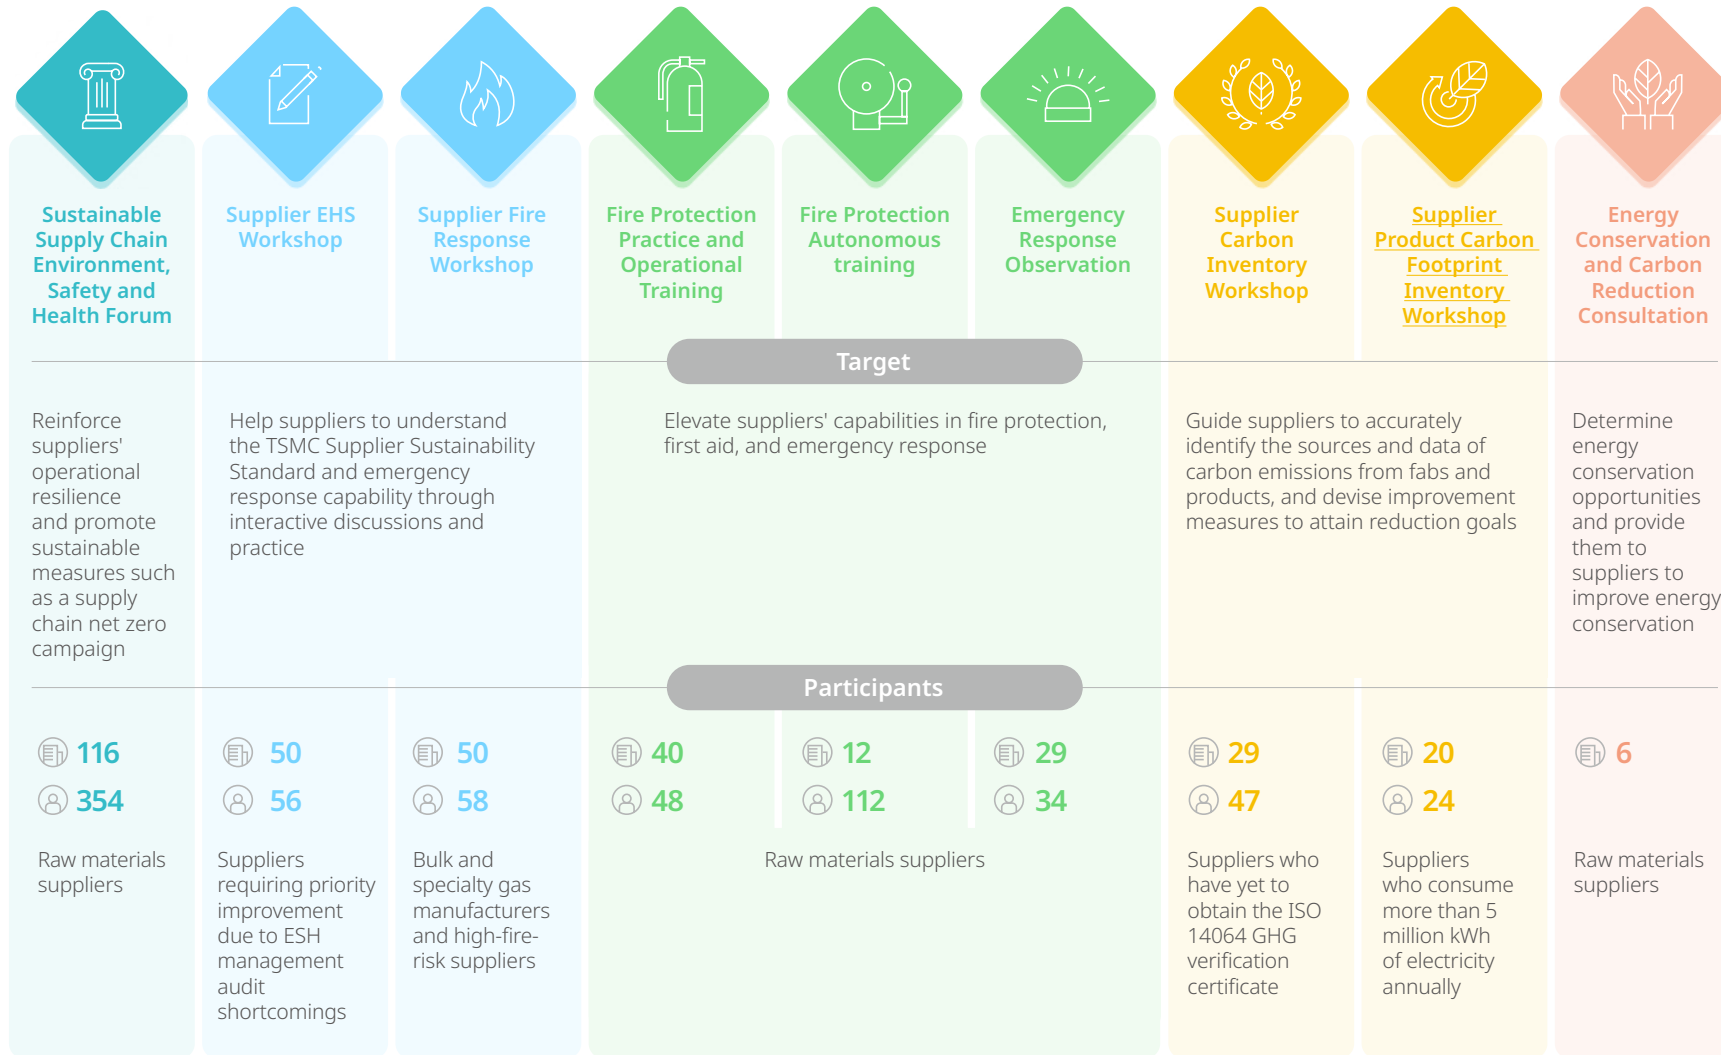 Sustainable
Supply Chain
Environment,
Safety and
Health Forum
Supplier EHS
Workshop
Supplier Fire
Response
Workshop
Fire Protection
Practice and
Operational
Training
Fire Protection
Autonomous
training
Emergency
Response
Observation
Supplier
Carbon
Inventory
Workshop
Supplier
Product Carbon
Footprint
Inventory
Workshop
Energy
Conservation
and Carbon
Reduction
Consultation
Target
Reinforce
suppliers'
operational
resilience
and promote
sustainable
measures such
as a supply
chain net zero
campaign
Help suppliers to understand
the TSMC Supplier Sustainability
Standard and emergency
response capability through
interactive discussions and
practice
Elevate suppliers' capabilities in fire protection,
first aid, and emergency response
Guide suppliers to accurately
identify the sources and data of
carbon emissions from fabs and
products, and devise improvement
measures to attain reduction goals
Determine
energy
conservation
opportunities
and provide
them to
suppliers to
improve energy
conservation
Participants
116
354
Raw materials
suppliers
50
56
Suppliers
requiring priority
improvement
due to ESH
management
audit
shortcomings
50
58
Bulk and
specialty gas
manufacturers
and high-fire-
risk suppliers
40
48
12
112
29
34
Raw materials suppliers
29
47
Suppliers who
have yet to
obtain the ISO
14064 GHG
verification
certificate
20
24
Suppliers
who consume
more than 5
million kWh
of electricity
annually
6
Raw materials
suppliers